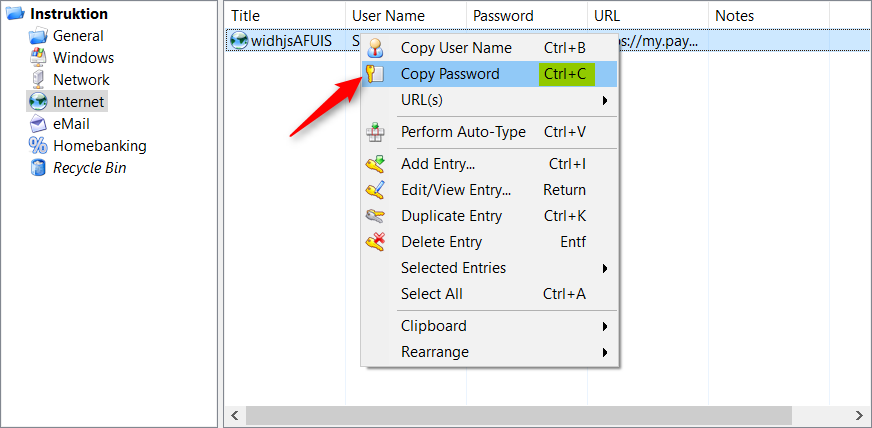 Instruktion
General
Windows
Network
Internet
eMail
Homebanking
Recycle Bin
Title User Name Password URL Notes
widhjsAFUIS S s://my.pay...
Copy User Name Ctrl+B
Copy Password Ctrl+C
URL(s)
Perform Auto-Type Ctrl+V
Add Entry... Ctrl+I
Edit/View Entry... Return
Duplicate Entry Ctrl+K
Delete Entry Entf
Selected Entries
Select All Ctrl+A
Clipboard
Rearrange